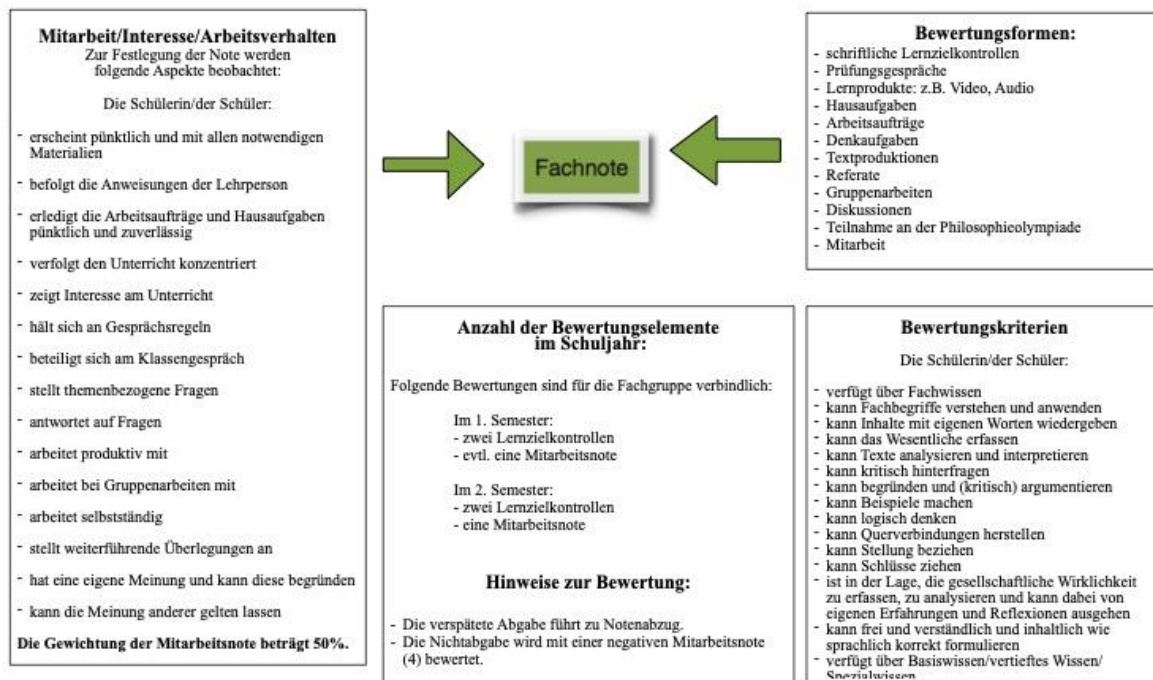 Mitarbeit/Interesse/Arbeitsverhalten
Zur Festlegung der Note werden
folgende Aspekte beobachtet:
Die Schülerin/der Schüler:
- erscheint pünktlich und mit allen notwendigen
Materialien
- befolgt die Anweisungen der Lehrperson
- erledigt die Arbeitsaufträge und Hausaufgaben
pünktlich und zuverlässig
- verfolgt den Unterricht konzentriert
- zeigt Interesse am Unterricht
- hält sich an Gesprächsregeln
- beteiligt sich am Klassengespräch
- stellt themenbezogene Fragen
- antwortet auf Fragen
- arbeitet produktiv mit
- arbeitet bei Gruppenarbeiten mit
- arbeitet selbstständig
- stellt weiterführende Überlegungen an
- hat eine eigene Meinung und kann diese begründen
- kann die Meinung anderer gelten lassen
Die Gewichtung der Mitarbeitsnote beträgt 50%.
Fachnote
Bewertungsformen:
- schriftliche Lernzielkontrollen
- Prüfungsgespräche
- Lernprodukte: z.B. Video, Audio
- Hausaufgaben
- Arbeitsaufträge
- Denkaufgaben
- Textproduktionen
- Referate
- Gruppenarbeiten
- Diskussionen
- Teilnahme an der Philosophieolympiade
- Mitarbeit
Anzahl der Bewertungselemente
im Schuljahr:
Folgende Bewertungen sind für die Fachgruppe verbindlich:
Im 1. Semester:
- zwei Lernzielkontrollen
- evtl. eine Mitarbeitsnote
Im 2. Semester:
- zwei Lernzielkontrollen
- eine Mitarbeitsnote
Hinweise zur Bewertung:
- Die verspätete Abgabe führt zu Notenabzug.
- Die Nichtabgabe wird mit einer negativen Mitarbeitsnote
(4) bewertet.
Bewertungskriterien
Die Schülerin/der Schüler:
- verfügt über Fachwissen
- kann Fachbegriffe verstehen und anwenden
- kann Inhalte mit eigenen Worten wiedergeben
- kann das Wesentliche erfassen
- kann Texte analysieren und interpretieren
- kann kritisch hinterfragen
- kann begründen und (kritisch) argumentieren
- kann Beispiele machen
- kann logisch denken
- kann Querverbindungen herstellen
- kann Stellung beziehen
- kann Schlüsse ziehen
- ist in der Lage, die gesellschaftliche Wirklichkeit
zu erfassen, zu analysieren und kann dabei von
eigenen Erfahrungen und Reflexionen ausgehen
- kann frei und verständlich und inhaltlich wie
sprachlich korrekt formulieren
- verfügt über Basiswissen/vertieftes Wissen/
Spezialwissen